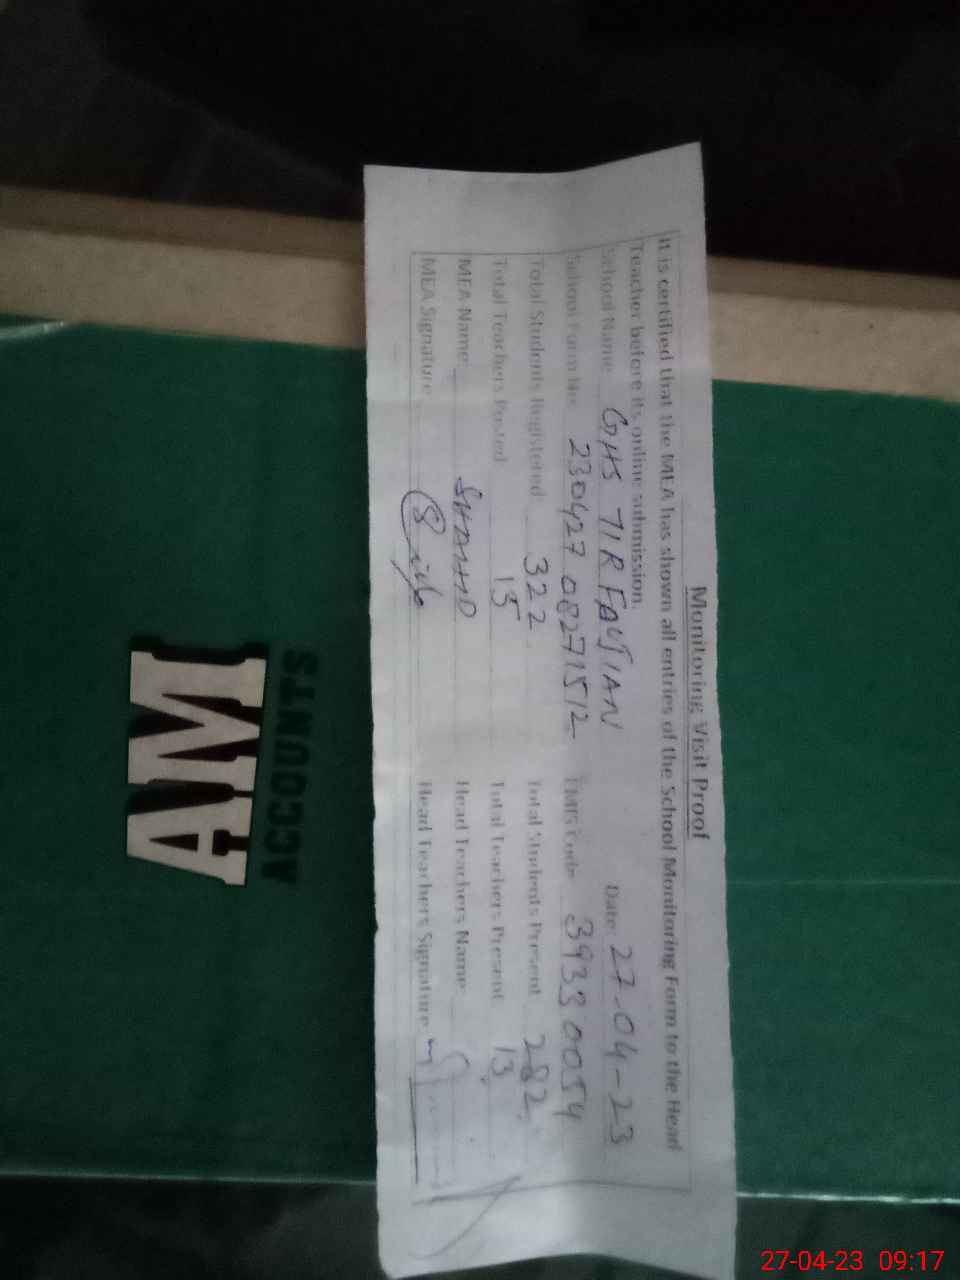 Monitoring Visit Proof
It is certified that the MEA has shown all entries of the School Monitoring Form to the Head
Teacher before its online submission.
School Name: GHS TIRFAUJIAN Date: 27-04-23
School Form No: 230427 08271512 EMIS Code 39330054
Total Students Registered: 322 Total Students Present 282
Total Teachers Posted 15 Total Teachers Present 13
MEA Name: SHAHID Head Teachers Name:
MEA Signature Head Teachers Signature
AM
ACCOUNTS
27-04-23 09:17